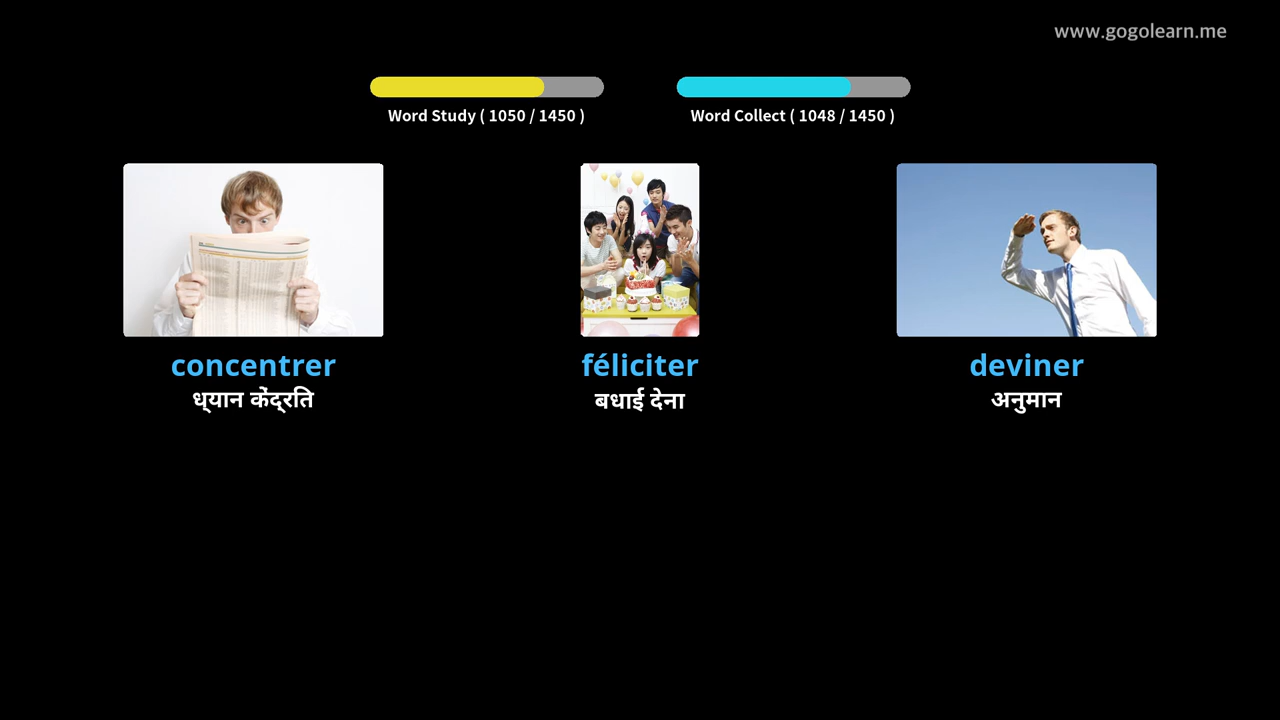 www.gogolearn.me
Word Study ( 1050 / 1450 )
Word Collect ( 1048 / 1450 )
concentrer
ध्यान केंद्रति
féliciter
बधाई देना
deviner
अनुमान